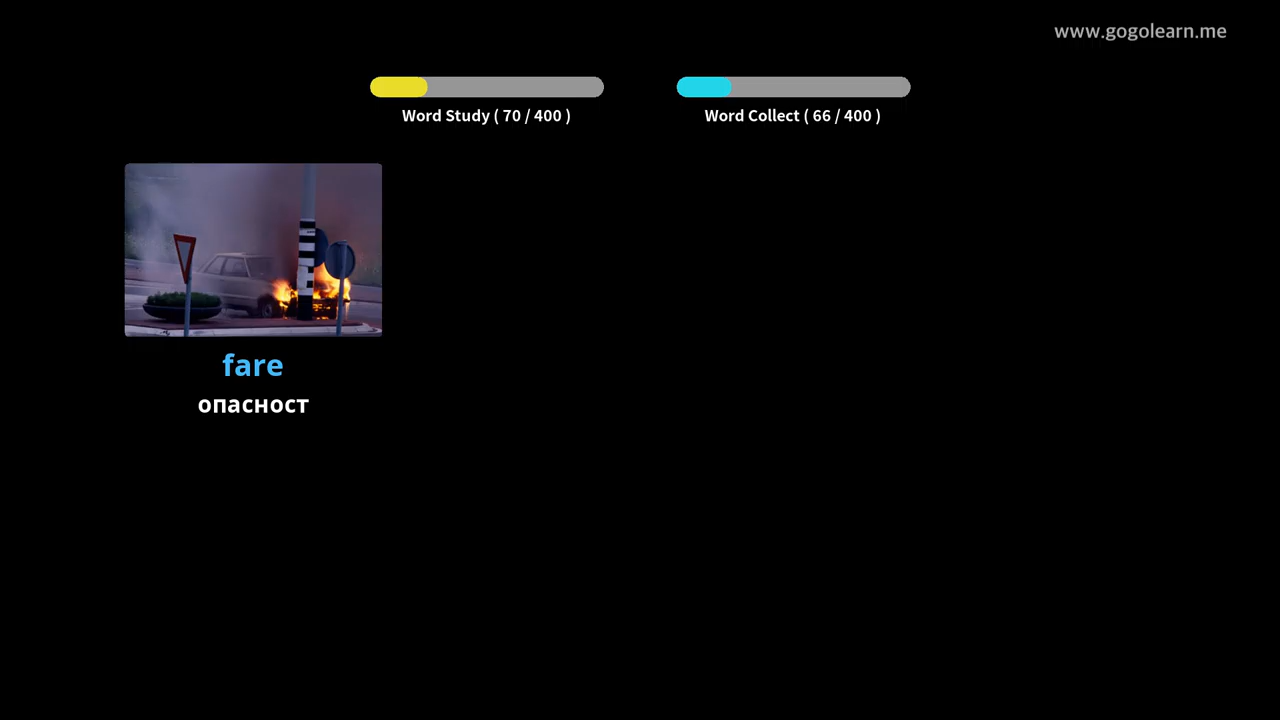 www.gogolearn.me
Word Study ( 70 / 400 )
Word Collect ( 66 / 400 )
fare
опасност